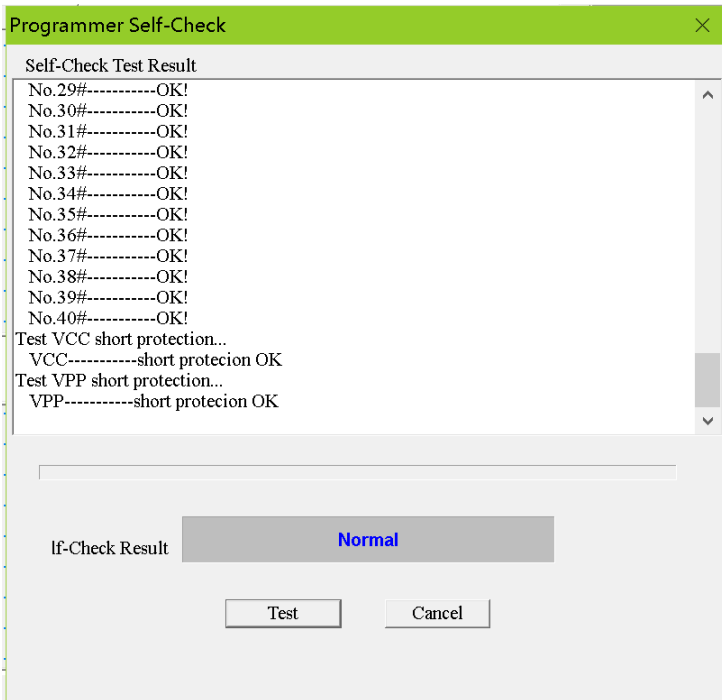 Programmer Self-Check
Self-Check Test Result
No.29#-----------OK!
No.30#-----------OK!
No.31#-----------OK!
No.32#-----------OK!
No.33#-----------OK!
No.34#-----------OK!
No.35#-----------OK!
No.36#-----------OK!
No.37#-----------OK!
No.38#-----------OK!
No.39#-----------OK!
No.40#-----------OK!
Test VCC short protection...
VCC-----------short protecion OK
Test VPP short protection...
VPP-----------short protecion OK
lf-Check Result
Normal
Test
Cancel